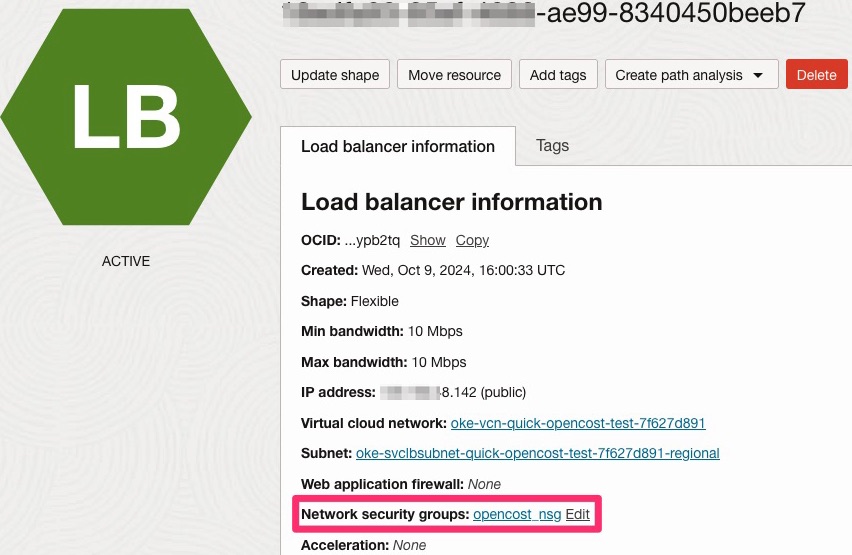 -ae99-8340450beeb7
LB
ACTIVE
Update shape Move resource Add tags Create path analysis Delete
Load balancer information Tags
Load balancer information
OCID: ...ypb2tq Show Copy
Created: Wed, Oct 9, 2024, 16:00:33 UTC
Shape: Flexible
Min bandwidth: 10 Mbps
Max bandwidth: 10 Mbps
IP address: 8.142 (public)
Virtual cloud network: oke-vcn-quick-opencost-test-7f627d891
Subnet: oke-svclbsubnet-quick-opencost-test-7f627d891-regional
Web application firewall: None
Network security groups: opencost_nsg Edit
Acceleration: None